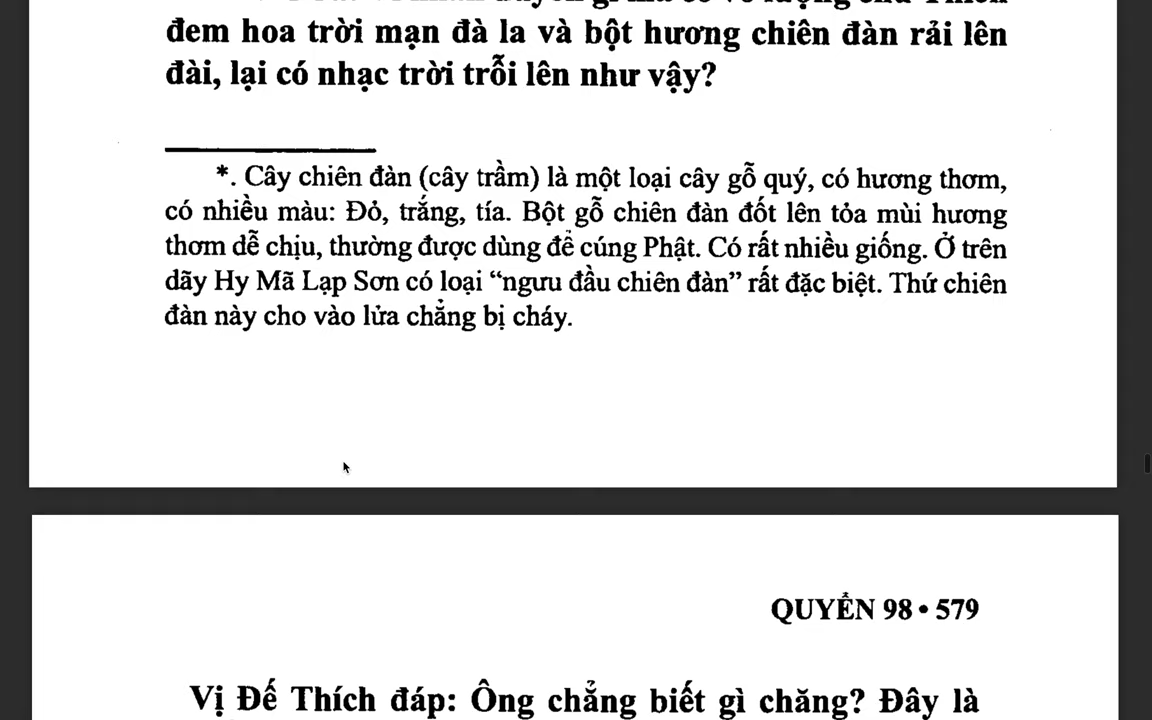 đem hoa trời mạn đà la và bột hương chiên đàn rải lên
đài, lại có nhạc trời trỗi lên như vậy?
*. Cây chiên đàn (cây trầm) là một loại cây gỗ quý, có hương thơm,
có nhiều màu: Đỏ, trắng, tía. Bột gỗ chiên đàn đốt lên tỏa mùi hương
thơm dễ chịu, thường được dùng để cúng Phật. Có rất nhiều giống. Ở trên
dãy Hy Mã Lạp Sơn có loại “ngưu đầu chiên đàn” rất đặc biệt. Thứ chiên
đàn này cho vào lửa chẳng bị cháy.
QUYỂN 98 • 579
Vị Đế Thích đáp: Ông chẳng biết gì chăng? Đây là